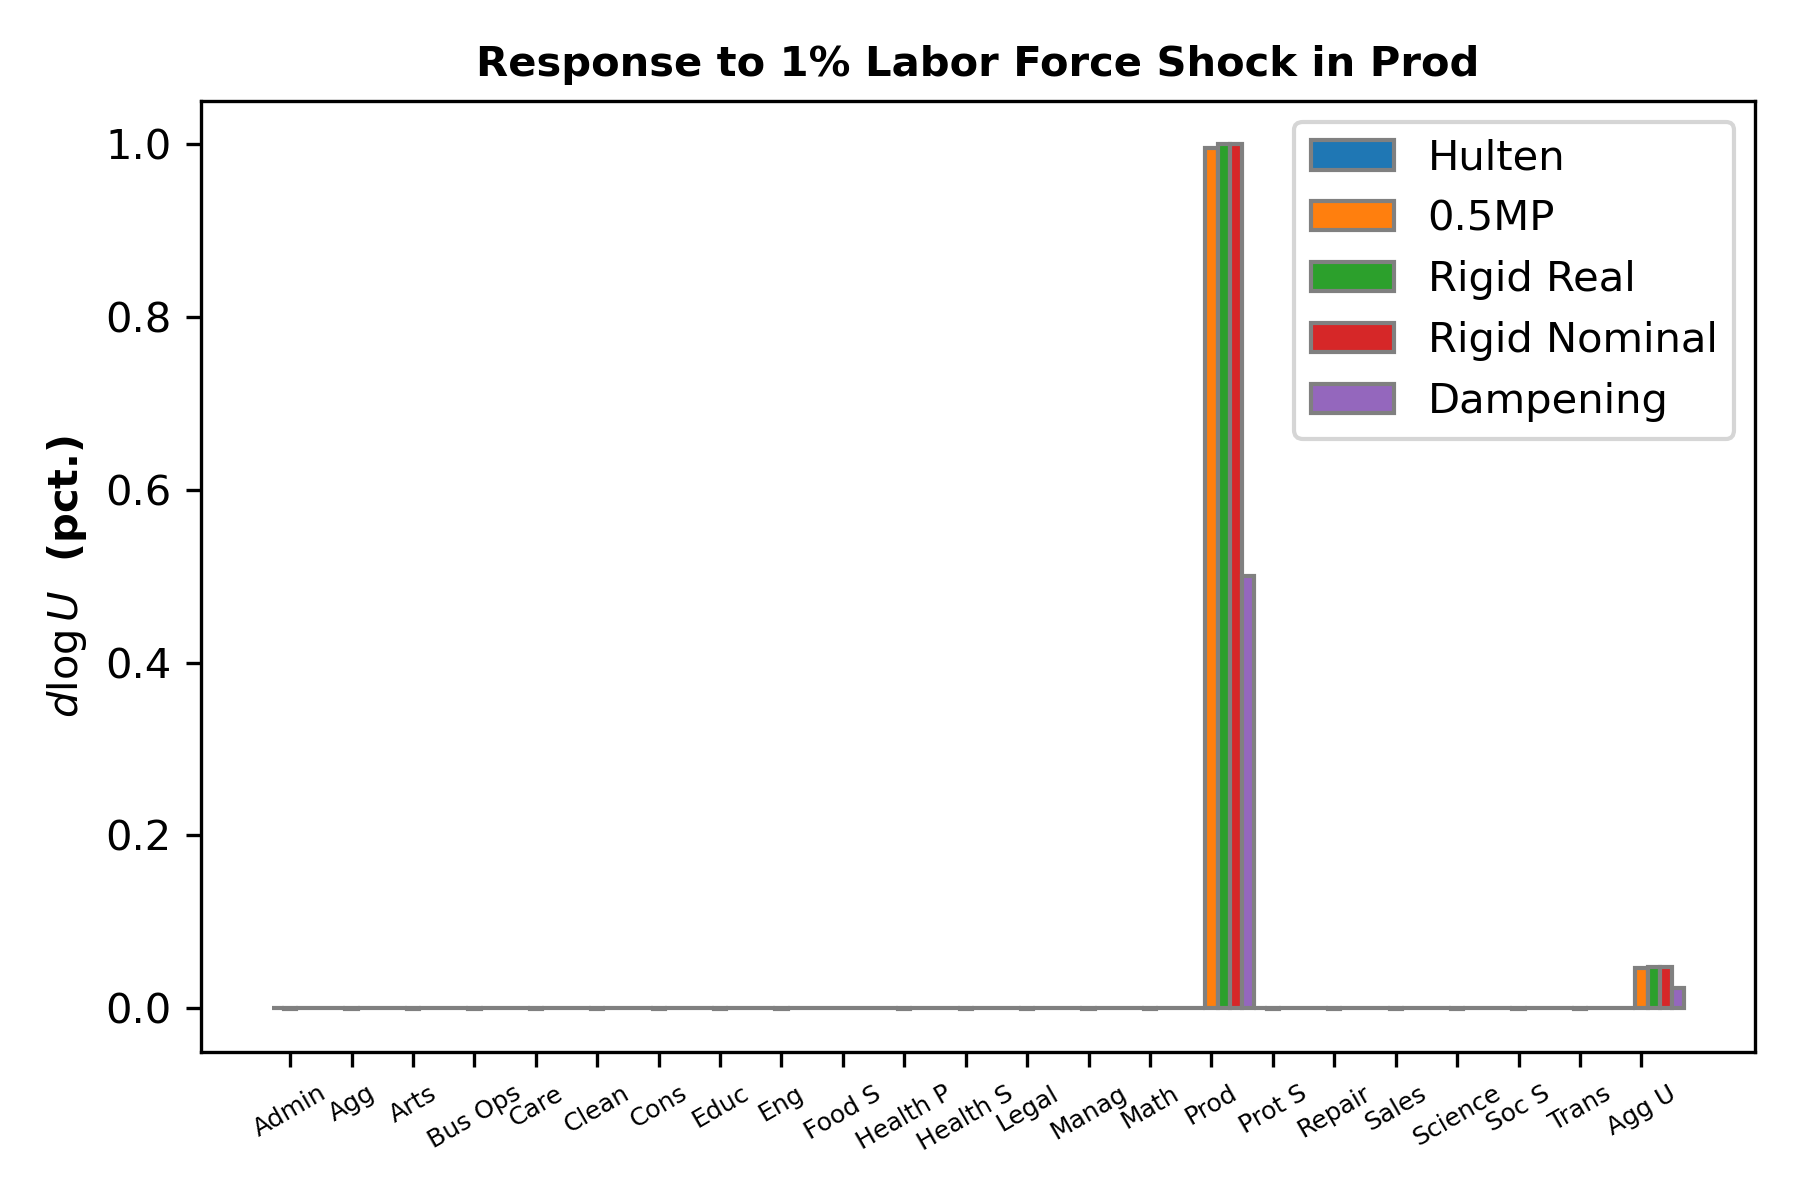 Response to 1% Labor Force Shock in Prod
Hulten
0.5MP
Rigid Real
Rigid Nominal
Dampening
d log U (pct.)
1.0
0.8
0.6
0.4
0.2
0.0
Admin
Agg
Arts
Bus Ops
Care
Clean
Cons
Educ
Eng
Food S
Health P
Health S
Legal
Manag
Math
Prod
Prot S
Repair
Sales
Science
Soc S
Trans
Agg U